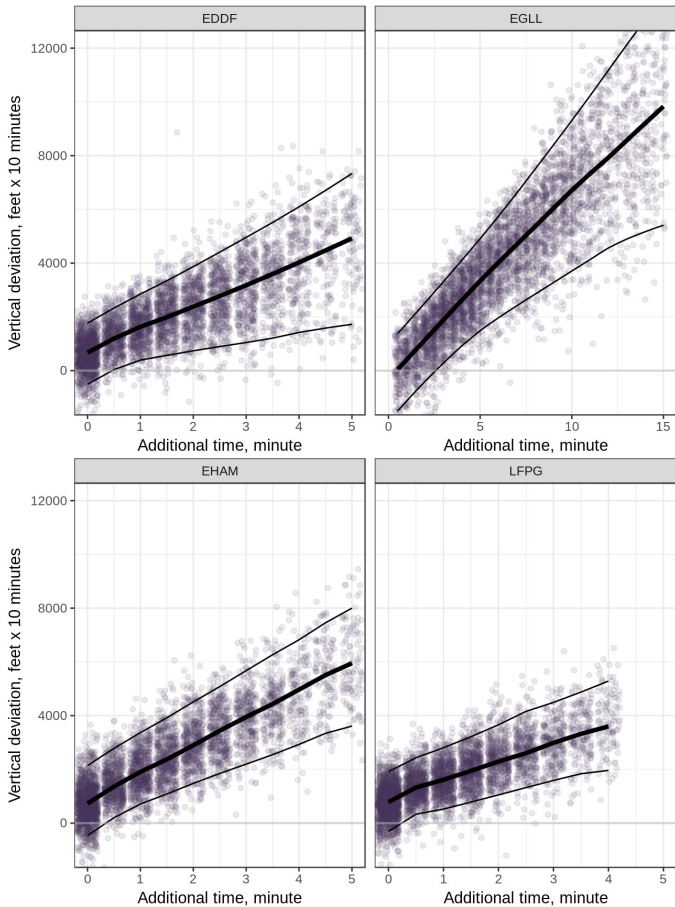 EDDF
EGLL
12000
8000
4000
0
Vertical deviation, feet x 10 minutes
0 1 2 3 4 5
5 10 15
Additional time, minute
Additional time, minute
EHAM
LFPG
12000
8000
4000
0
Vertical deviation, feet x 10 minutes
0 1 2 3 4 5
0 1 2 3 4 5
Additional time, minute
Additional time, minute